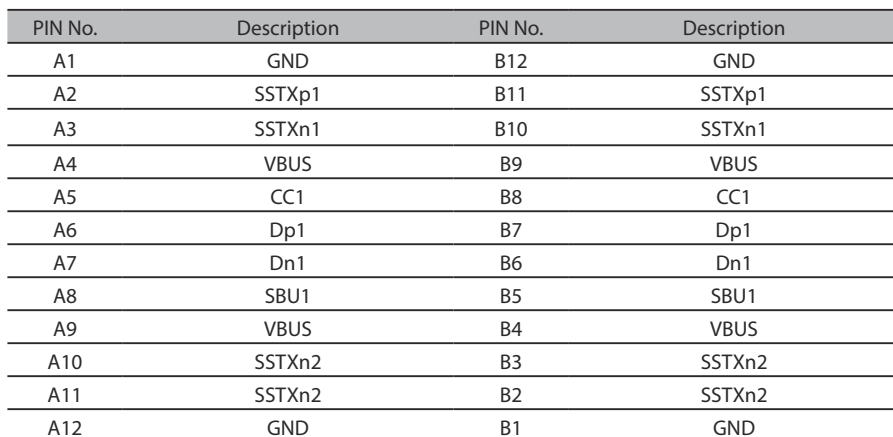 PIN No. Description PIN No. Description
A1 GND B12 GND
A2 SSTXp1 B11 SSTXp1
A3 SSTXn1 B10 SSTXn1
A4 VBUS B9 VBUS
A5 CC1 B8 CC1
A6 Dp1 B7 Dp1
A7 Dn1 B6 Dn1
A8 SBU1 B5 SBU1
A9 VBUS B4 VBUS
A10 SSTXn2 B3 SSTXn2
A11 SSTXn2 B2 SSTXn2
A12 GND B1 GND